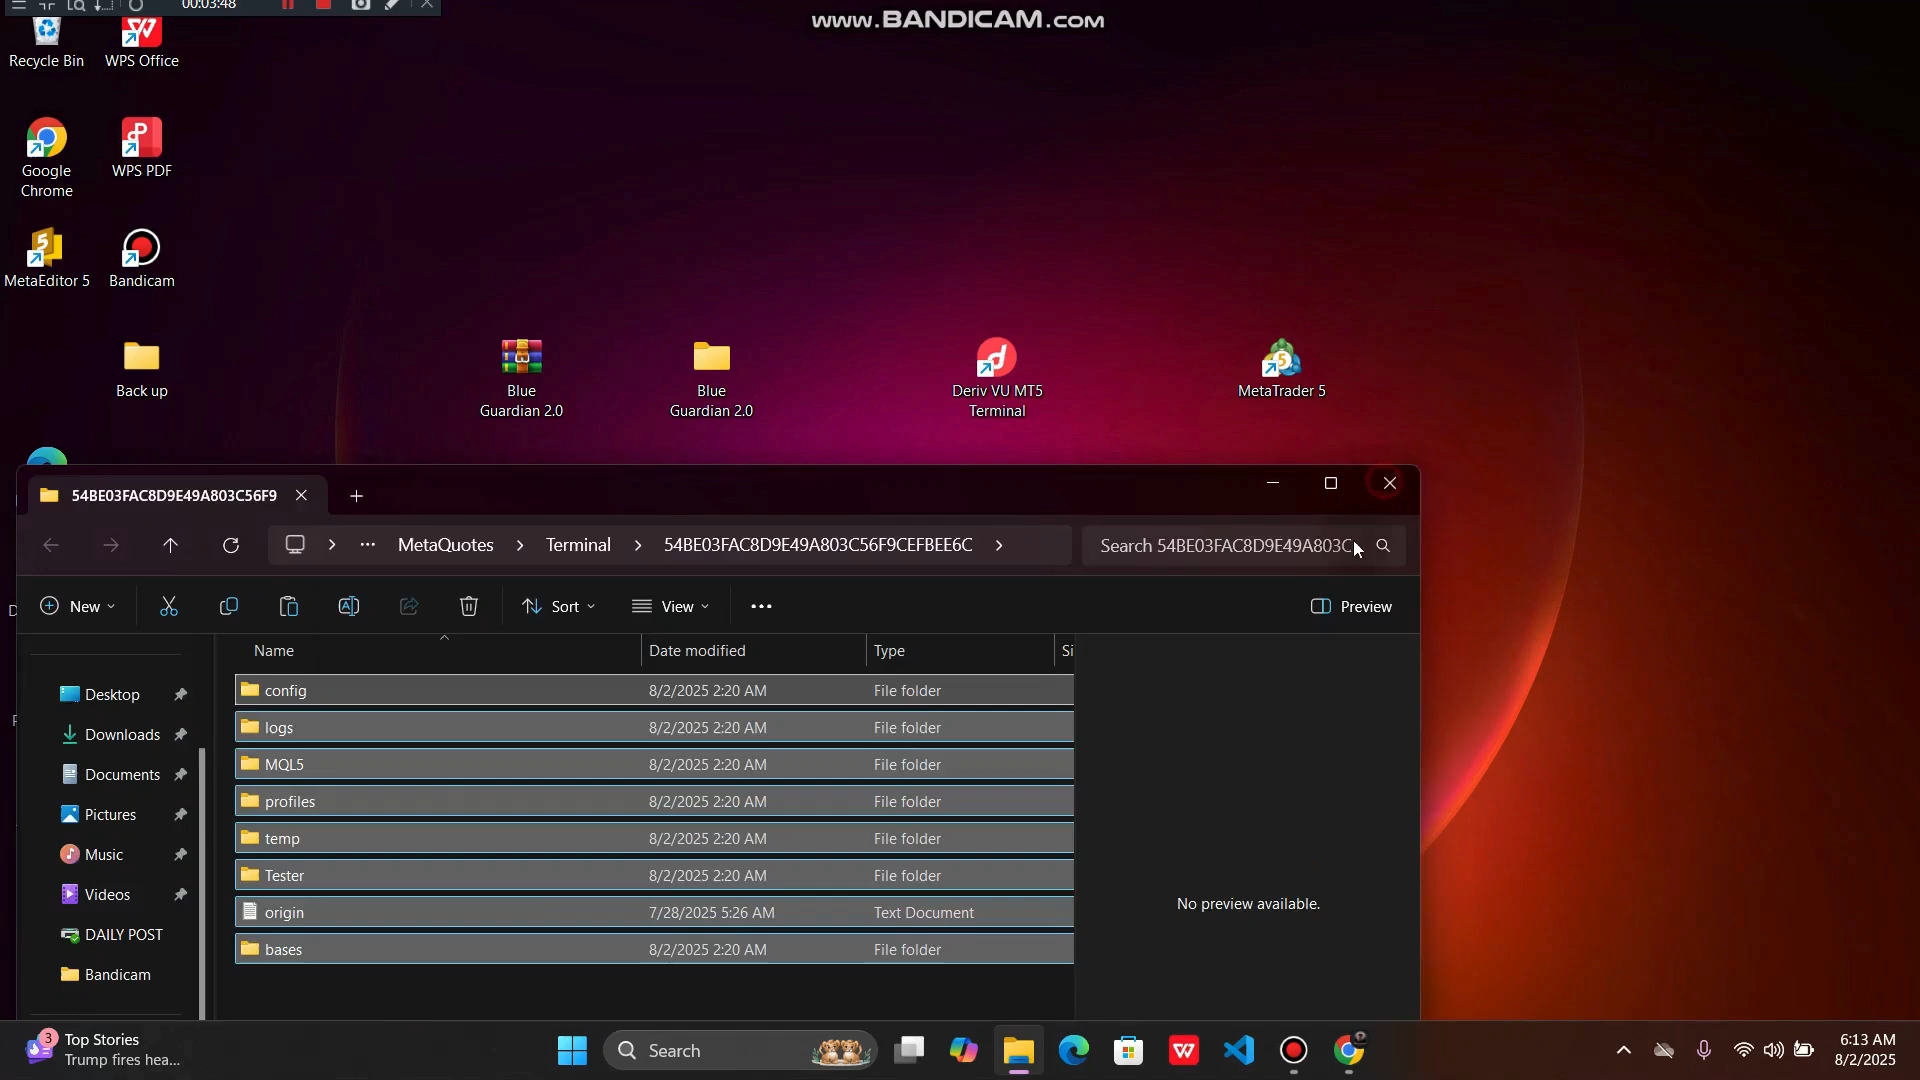 00:03:48
www.BANDICAM.com
Recycle Bin
WPS Office
Google
Chrome
WPS PDF
MetaEditor 5
Bandicam
Back up
Blue
Guardian 2.0
Blue
Guardian 2.0
Deriv VU MT5
Terminal
MetaTrader 5
54BE03FAC8D9E49A803C56F9
MetaQuotes
Terminal
54BE03FAC8D9E49A803C56F9CEFBEE6C
Search 54BE03FAC8D9E49A803C
New
Sort
View
Preview
Name
Date modified
Type
Si
Desktop
Downloads
Documents
Pictures
Music
Videos
DAILY POST
Bandicam
config 8/2/2025 2:20 AM File folder
logs 8/2/2025 2:20 AM File folder
MQL5 8/2/2025 2:20 AM File folder
profiles 8/2/2025 2:20 AM File folder
temp 8/2/2025 2:20 AM File folder
Tester 8/2/2025 2:20 AM File folder
origin 7/28/2025 5:26 AM Text Document
bases 8/2/2025 2:20 AM File folder
No preview available.
3
Top Stories
Trump fires hea...
Search
6:13 AM
8/2/2025